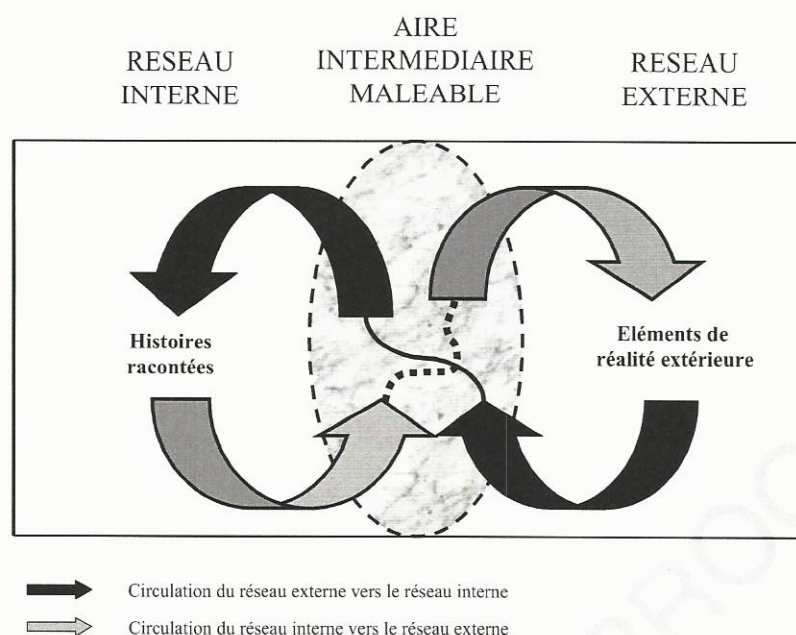 RESEAU
INTERNE
AIRE
INTERMEDIAIRE
MALEABLE
RESEAU
EXTERNE
Histoires
racontées
Eléments de
réalité extérieure
Circulation du réseau externe vers le réseau interne
Circulation du réseau interne vers le réseau externe